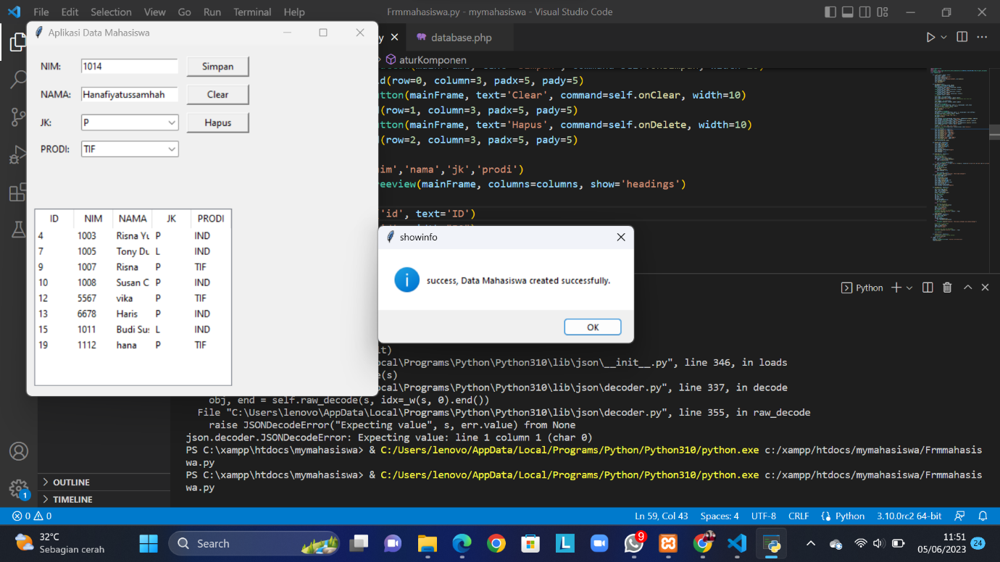 File Edit Selection View Go Run Terminal Help
Frmmahasiswa.py - mymahasiswa - Visual Studio Code
Aplikasi Data Mahasiswa
y
database.php
aturKomponen
NIM: 1014 Simpan
NAMA: Hanafiyatussamhah Clear
JK: P Hapus
PRODI: TIF
ID NIM NAMA JK PRODI
4 1003 Risna Yu P IND
7 1005 Tony Du L IND
9 1007 Risna P TIF
10 1008 Susan C P IND
12 5567 vika P TIF
13 6678 Haris P IND
15 1011 Budi Sus L IND
19 1112 hana P TIF
d(row=0, column=3, padx=5, pady=5)
utton(mainFrame, text='Clear', command=self.onClear, width=10)
d(row=1, column=3, padx=5, pady=5)
utton(mainFrame, text='Hapus', command=self.onDelete, width=10)
d(row=2, column=3, padx=5, pady=5)
im','nama','jk','prodi')
reeview(mainFrame, columns=columns, show='headings')
'id', text='ID')
showinfo
success, Data Mahasiswa created successfully.
OK
Python
it)
ocal\Programs\Python\Python310\lib\json\__init__.py", line 346, in loads
e(s)
ocal\Programs\Python\Python310\lib\json\decoder.py", line 337, in decode
obj, end = self.raw_decode(s, idx=_w(s, 0).end())
File "C:\Users\lenovo\AppData\Local\Programs\Python\Python310\lib\json\decoder.py", line 355, in raw_decode
raise JSONDecodeError("Expecting value", s, err.value) from None
json.decoder.JSONDecodeError: Expecting value: line 1 column 1 (char 0)
PS C:\xampp\htdocs\mymahasiswa> & C:/Users/lenovo/AppData/Local/Programs/Python/Python310/python.exe c:/xampp/htdocs/mymahasiswa/Frmmahasis
wa.py
PS C:\xampp\htdocs\mymahasiswa> & C:/Users/lenovo/AppData/Local/Programs/Python/Python310/python.exe c:/xampp/htdocs/mymahasiswa/Frmmahasis
wa.py
OUTLINE
TIMELINE
1
0 0
Ln 59, Col 43 Spaces: 4 UTF-8 CRLF Python 3.10.0rc2 64-bit
32°C
Sebagian cerah
Search
L
9
11:51
05/06/2023
24